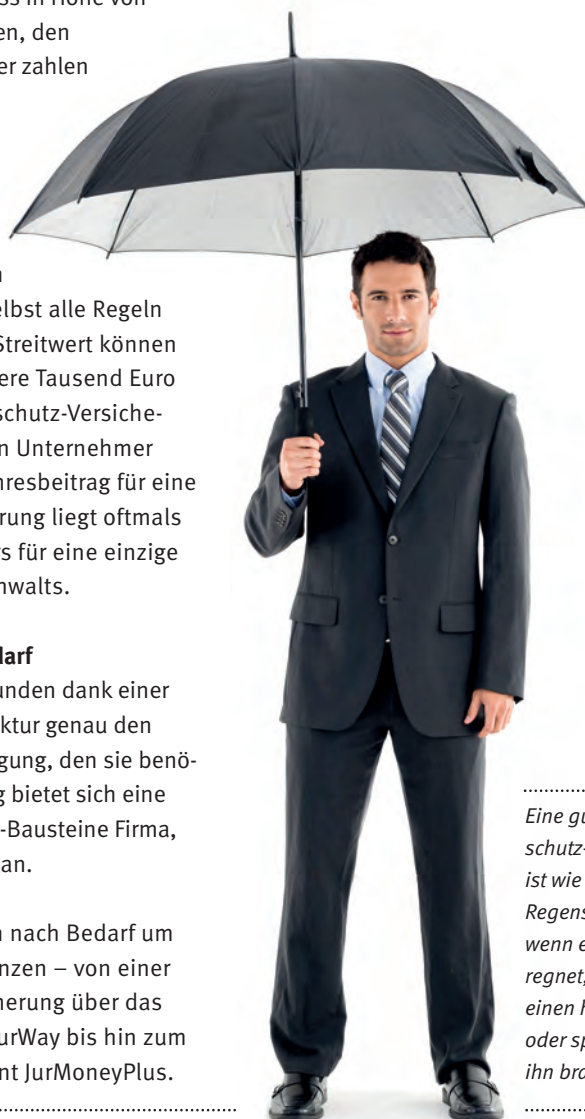 ss in Höhe von
en, den
er zahlen
elbst alle Regeln
Streitwert können
ere Tausend Euro
schutz-Versiche-
n Unternehmer
hresbeitrag für eine
rung liegt oftmals
s für eine einzige
nwalts.
darf
unden dank einer
ktur genau den
gung, den sie benö-
g bietet sich eine
-Bausteine Firma,
an.
n nach Bedarf um
nzen – von einer
herung über das
urWay bis hin zum
nt JurMoneyPlus.
Eine gu
schutz-
ist wie
Regens
wenn e
regnet,
einen h
oder sp
ihn bra